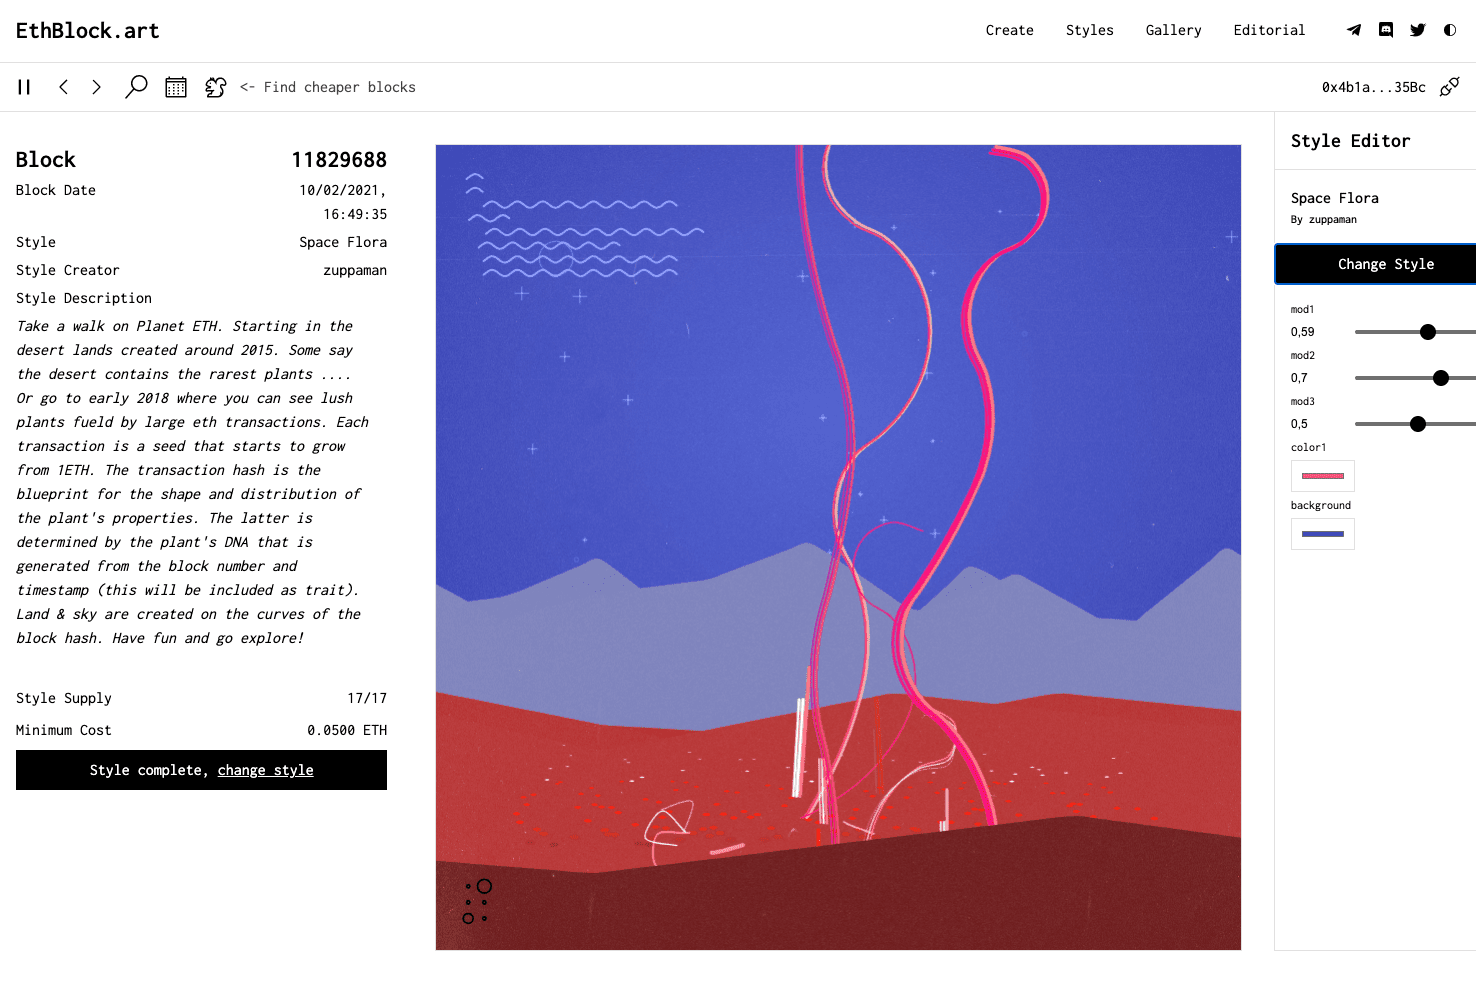 EthBlock.art
Create Styles Gallery Editorial
<- Find cheaper blocks
0x4b1a...35Bc
Block 11829688
Block Date 10/02/2021,
16:49:35
Style Space Flora
Style Creator zuppaman
Style Description
Take a walk on Planet ETH. Starting in the
desert lands created around 2015. Some say
the desert contains the rarest plants ....
Or go to early 2018 where you can see lush
plants fueld by large eth transactions. Each
transaction is a seed that starts to grow
from 1ETH. The transaction hash is the
blueprint for the shape and distribution of
the plant's properties. The latter is
determined by the plant's DNA that is
generated from the block number and
timestamp (this will be included as trait).
Land & sky are created on the curves of the
block hash. Have fun and go explore!
Style Supply 17/17
Minimum Cost 0.0500 ETH
Style complete, change style
Style Editor
Space Flora
By zuppaman
Change Style
mod1
0,59
mod2
0,7
mod3
0,5
color1
background